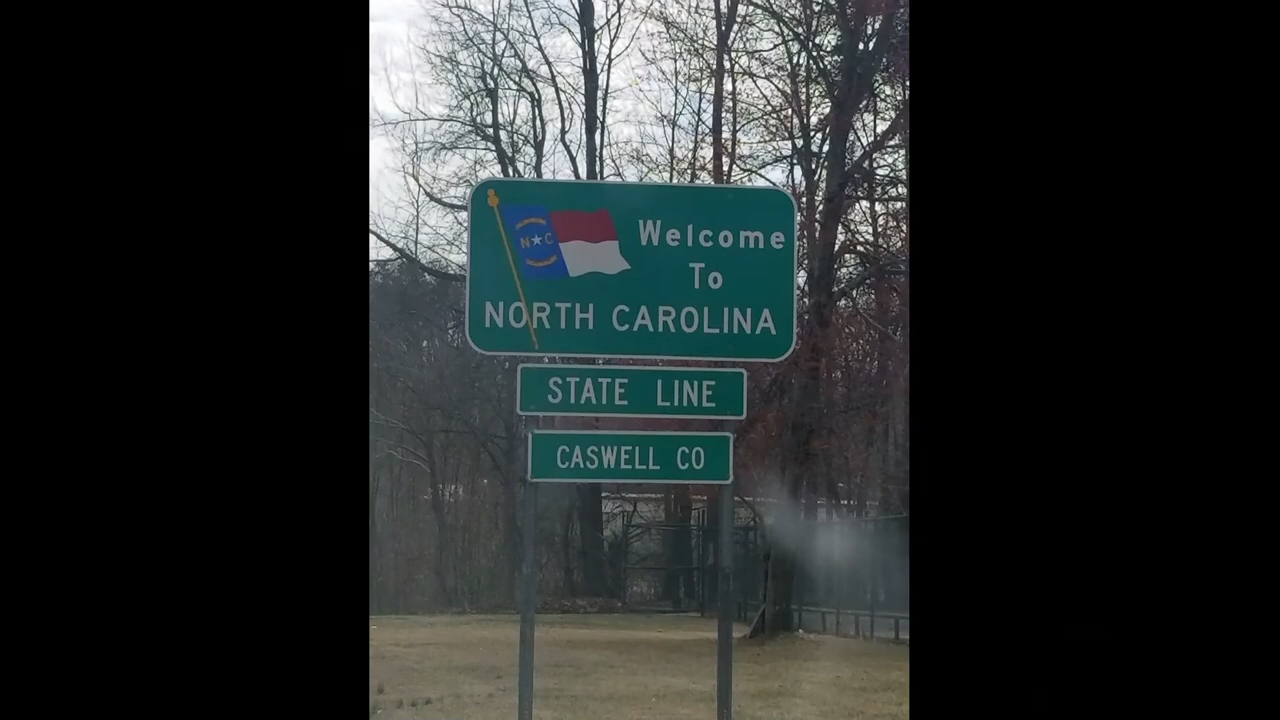 N★C
Welcome
To
NORTH CAROLINA
STATE LINE
CASWELL CO